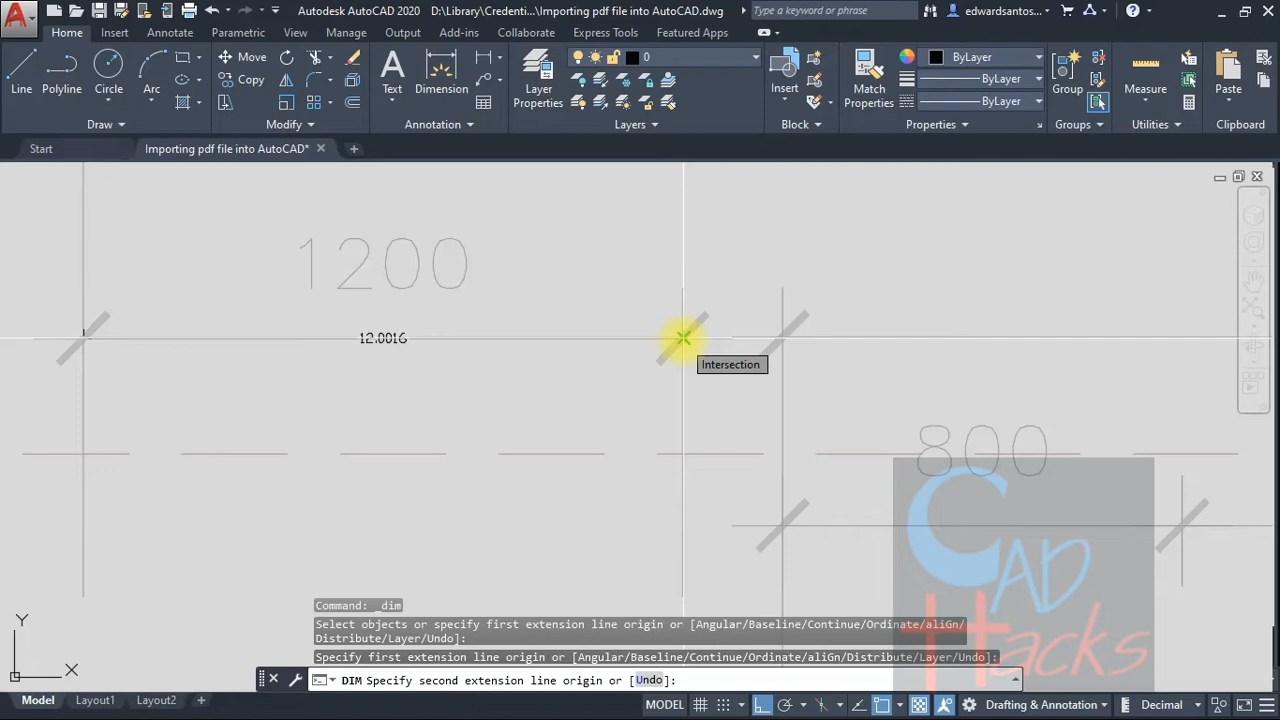 Autodesk AutoCAD 2020 D:\Library\Credenti...\Importing pdf file into AutoCAD.dwg
Type a keyword or phrase
edwardsantos...
Home Insert Annotate Parametric View Manage Output Add-ins Collaborate Express Tools Featured Apps
Move
0
ByLayer
Line Polyline Circle Arc
Copy
Text Dimension
Layer Properties
Insert
Match Properties
ByLayer
Group
Measure
Paste
ByLayer
Draw Modify Annotation Layers Block Properties Groups Utilities Clipboard
Start Importing pdf file into AutoCAD*
1200
12.0016
Intersection
800
CAD
Hacks
Command: _dim
Select objects or specify first extension line origin or [Angular/Baseline/Continue/Ordinate/aliGn/
Distribute/Layer/Undo]:
Specify first extension line origin or [Angular/Baseline/Continue/Ordinate/aliGn/Distribute/Layer/Undo]:
DIM Specify second extension line origin or [Undo]:
Y
X
Model Layout1 Layout2 + MODEL Drafting & Annotation Decimal